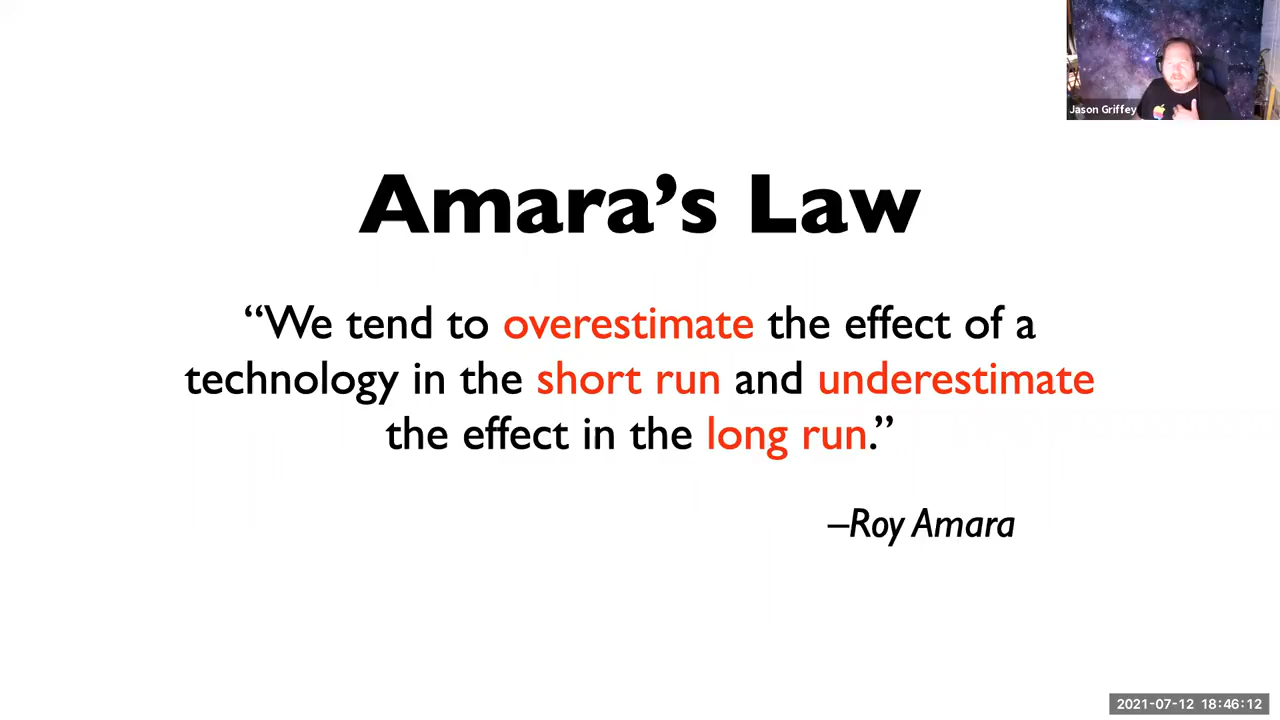 Jason Griffey
Amara’s Law
“We tend to overestimate the effect of a
technology in the short run and underestimate
the effect in the long run.”
–Roy Amara
2021-07-12 18:46:12